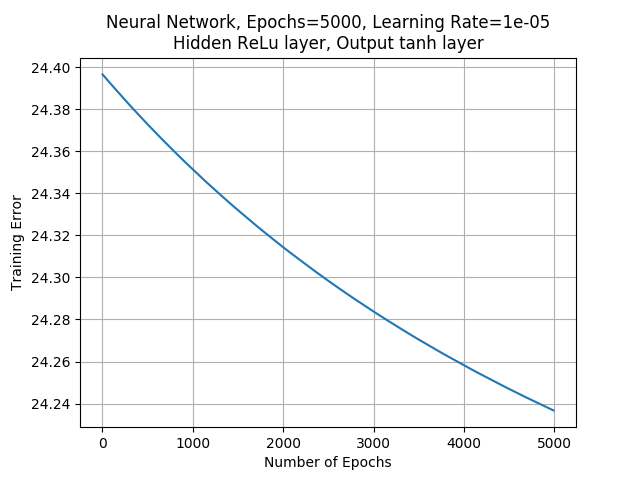 Neural Network, Epochs=5000, Learning Rate=1e-05
Hidden ReLu layer, Output tanh layer
24.40
24.38
24.36
24.34
24.32
24.30
24.28
24.26
24.24
Training Error
0 1000 2000 3000 4000 5000
Number of Epochs